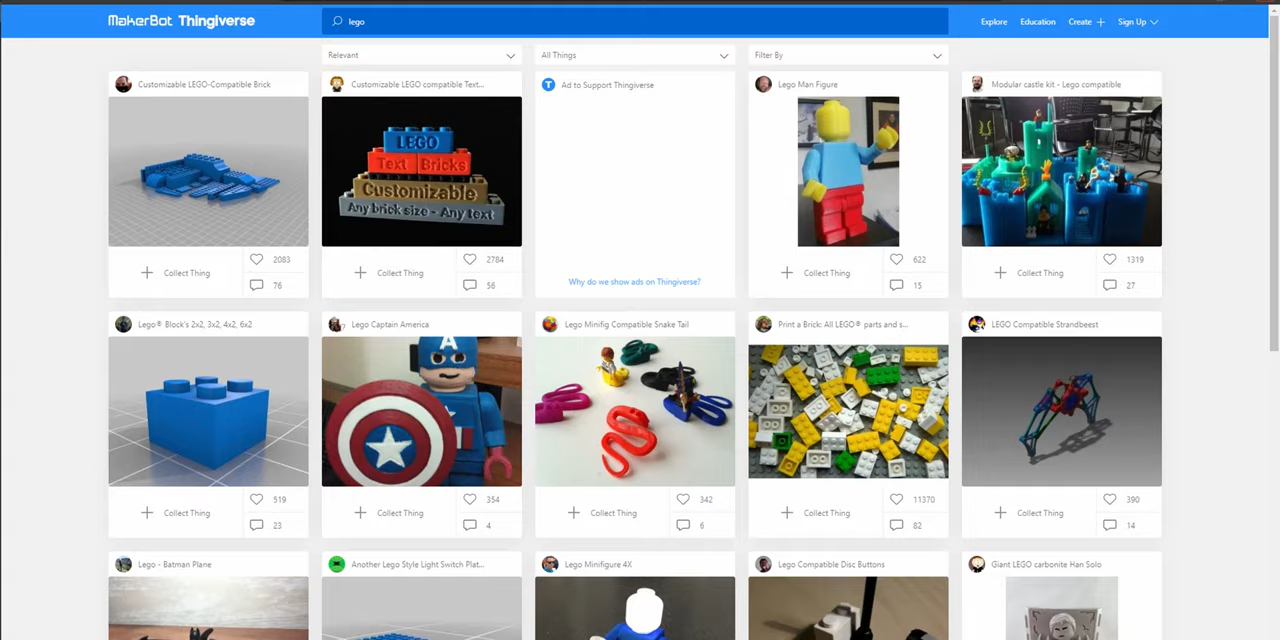 MakerBot Thingiverse
lego
Explore Education Create Sign Up
Relevant
All Things
Filter By
Customizable LEGO-Compatible Brick
Customizable LEGO compatible Text...
Ad to Support Thingiverse
Lego Man Figure
Modular castle kit - Lego compatible
LEGO
Text Bricks
Customizable
Any brick size - Any text
Collect Thing 2083 76
Collect Thing 2784 56
Why do we show ads on Thingiverse?
Collect Thing 622 15
Collect Thing 1319 27
Lego® Block's 2x2, 3x2, 4x2, 6x2
Lego Captain America
Lego Minifig Compatible Snake Tail
Print a Brick: All LEGO® parts and s...
LEGO Compatible Strandbeest
A
Collect Thing 519 23
Collect Thing 354 4
Collect Thing 342 6
Collect Thing 11370 82
Collect Thing 390 14
Lego - Batman Plane
Another Lego Style Light Switch Plat...
Lego Minifigure 4X
Lego Compatible Disc Buttons
Giant LEGO carbonite Han Solo